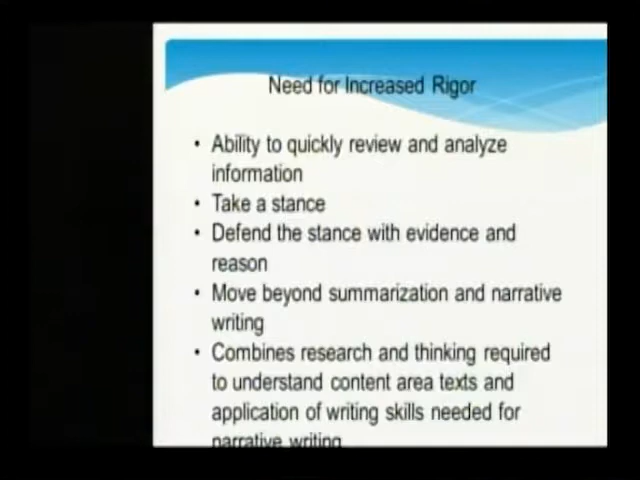 Need for Increased Rigor
• Ability to quickly review and analyze
information
• Take a stance
• Defend the stance with evidence and
reason
• Move beyond summarization and narrative
writing
• Combines research and thinking required
to understand content area texts and
application of writing skills needed for
narrative writing